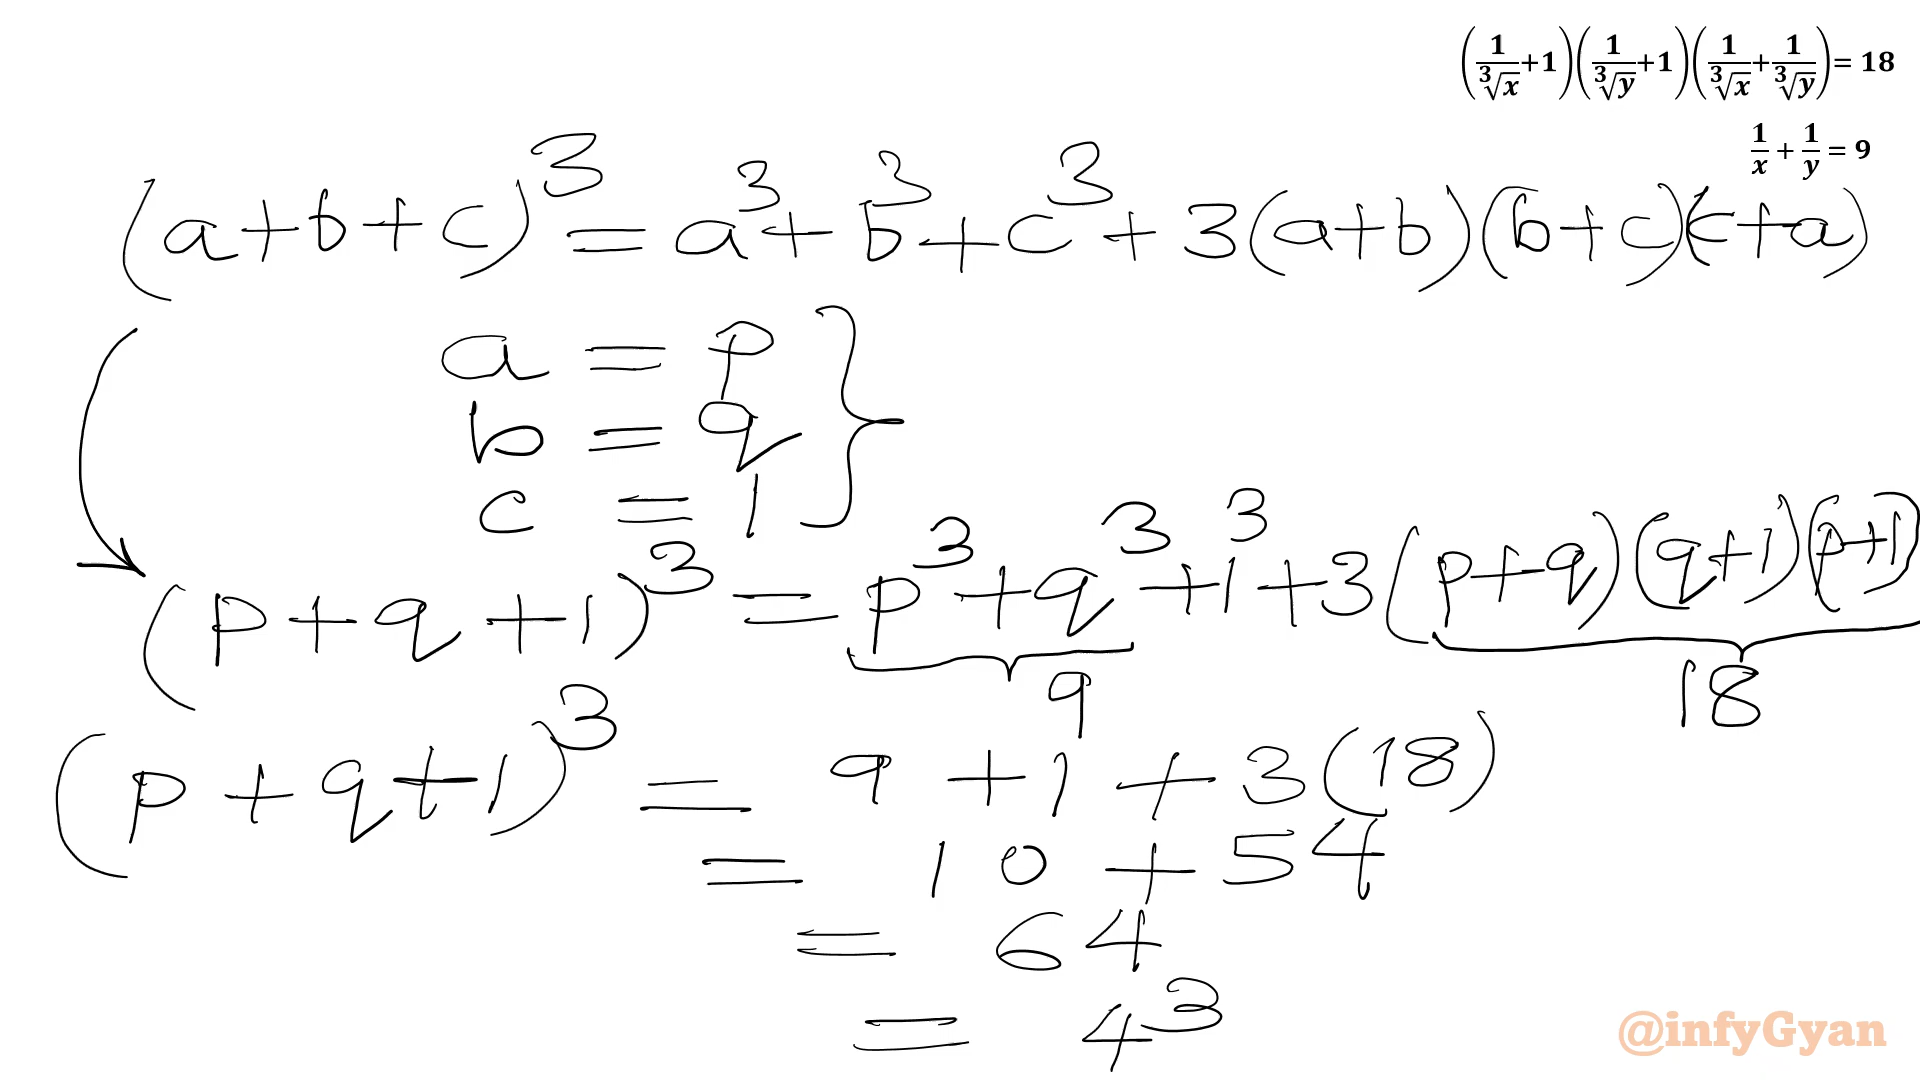 (1/∛x+1)(1/∛y+1)(1/∛x+1/∛y)= 18
1/x + 1/y = 9
(a+b+c)³ = a³+b³+c³+3(a+b)(b+c)(c+a)
a = p
b = q
c = 1
(p+q+1)³ = p³+q³+1³+3(p+q)(q+1)(p+1)
9
18
(p+q+1)³ = 9+1+3(18)
= 10+54
= 64
= 4³
@infyGyan